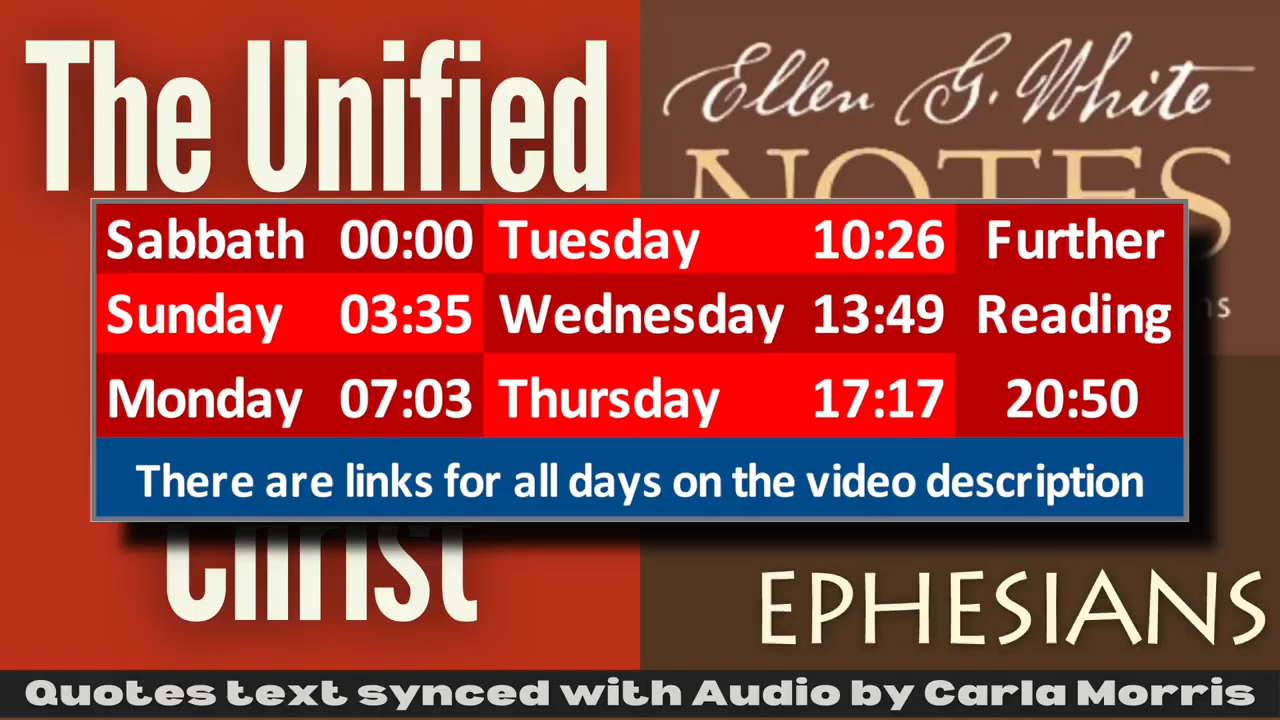 The Unified
Ellen G. White
NOTES
Sabbath 00:00 Tuesday 10:26 Further
Sunday 03:35 Wednesday 13:49 Reading
Monday 07:03 Thursday 17:17 20:50
There are links for all days on the video description
Christ
EPHESIANS
Quotes text synced with Audio by Carla Morris